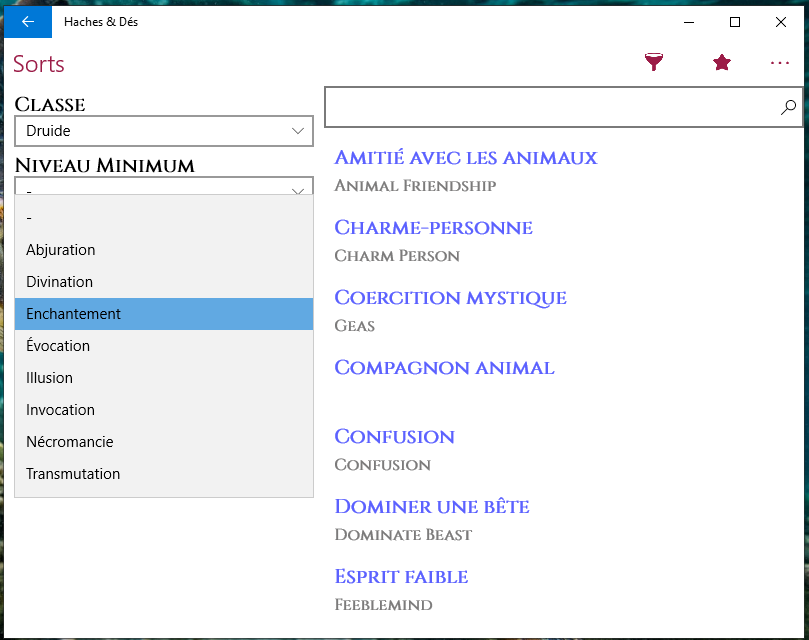 Haches & Dés
Sorts
Classe
Druide
Niveau Minimum
-
-
Abjuration
Divination
Enchantement
Évocation
Illusion
Invocation
Nécromancie
Transmutation
Amitié avec les animaux
Animal Friendship
Charme-personne
Charm Person
Coercition mystique
Geas
Compagnon animal
Confusion
Confusion
Dominer une bête
Dominate Beast
Esprit faible
Feeblemind